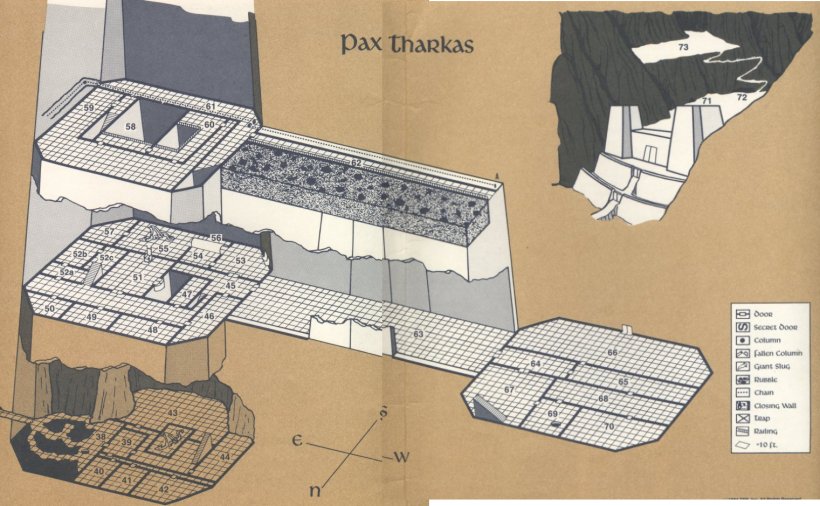 Pax Tharkas
73
72
71
61
59
60
58
62
57
56
55
54
53
52b
52c
52a
51
47
45
50
49
48
46
63
66
64
65
67
68
69
70
43
38
39
44
40
41
42
S
E
W
N
Door
Secret Door
Column
Fallen Column
Giant Slug
Rubble
Chain
Closing Wall
Trap
Railing
=10 ft.